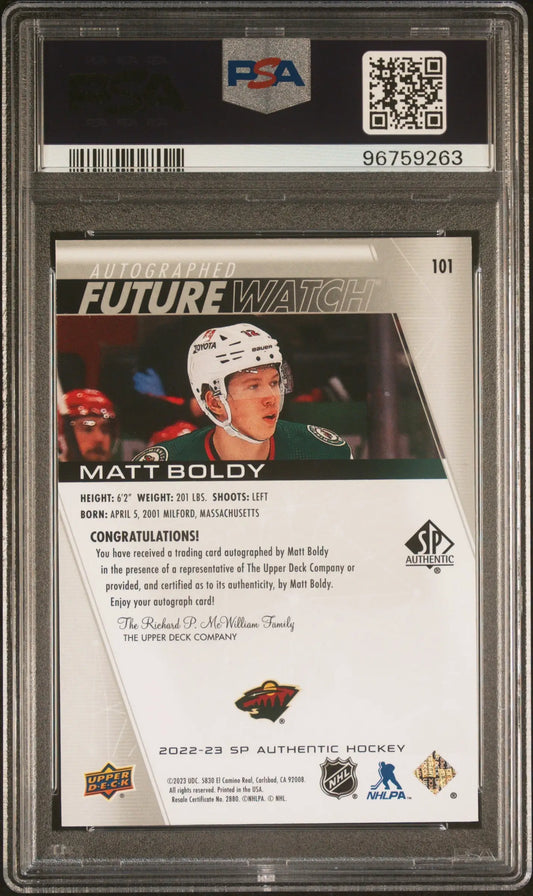 PSA
96759263
AUTOGRAPHED
101
FUTURE WATCH
TOYOTA
12
BAUER
MATT BOLDY
HEIGHT: 6'2" WEIGHT: 201 LBS. SHOOTS: LEFT
BORN: APRIL 5, 2001 MILFORD, MASSACHUSETTS
CONGRATULATIONS!
You have received a trading card autographed by Matt Boldy
in the presence of a representative of The Upper Deck Company or
provided, and certified as to its authenticity, by Matt Boldy.
Enjoy your autograph card!
SP
AUTHENTIC
®
The Richard P. McWilliam Family
THE UPPER DECK COMPANY
®
2022-23 SP AUTHENTIC HOCKEY
UPPER
DECK
®
©2023 UDC. 5830 El Camino Real, Carlsbad, CA 92008.
All rights reserved. Printed in the USA.
Resale Certificate No. 2880. ©NHLPA. © NHL.
NHL
®
NHLPA
®